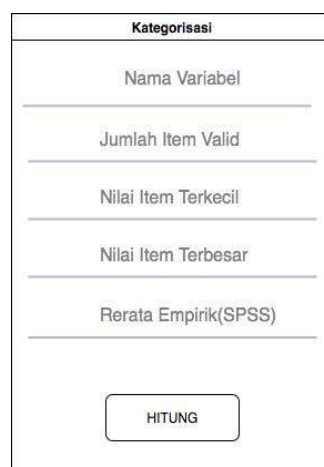 Kategorisasi
Nama Variabel
Jumlah Item Valid
Nilai Item Terkecil
Nilai Item Terbesar
Rerata Empirik(SPSS)
HITUNG